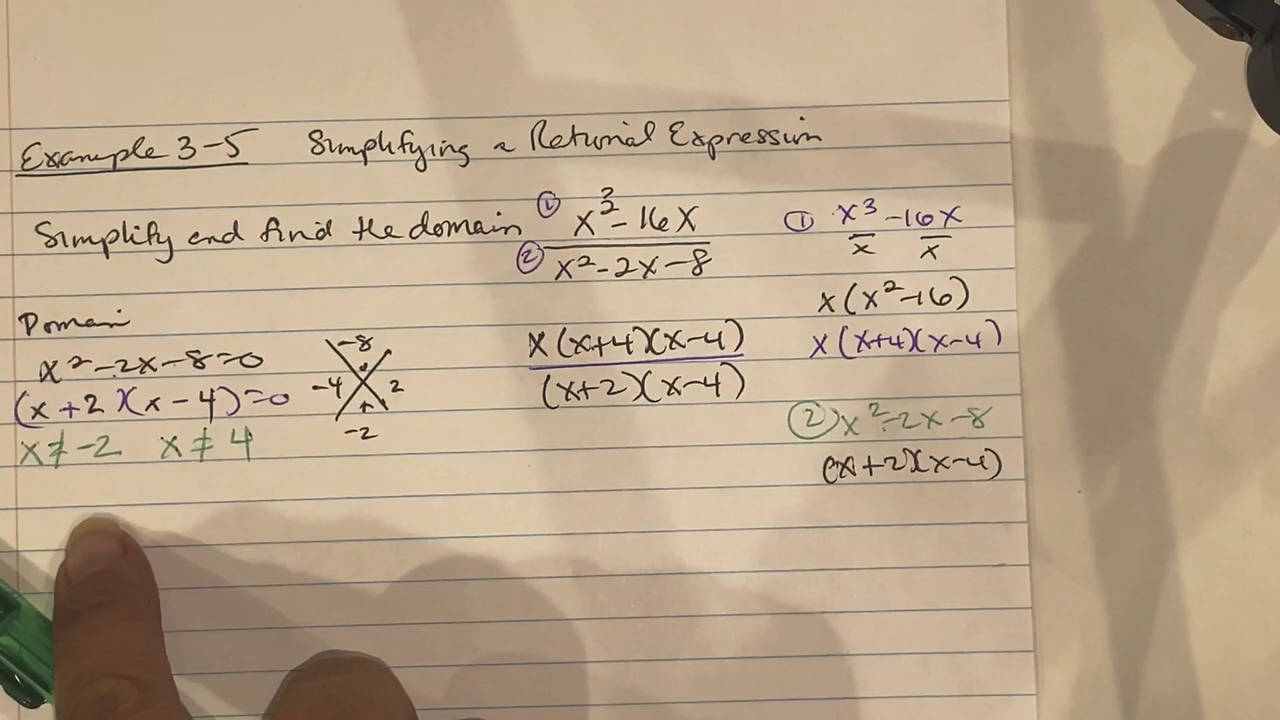 Example 3-5 Simplifying a Rational Expression
Simplify and find the domain ① x³-16x
② x²-2x-8
① x³ -16x
x x
x(x²-16)
x(x+4)(x-4)
② x²-2x-8
(x+2)(x-4)
x(x+4)(x-4)
(x+2)(x-4)
Domain
x²-2x-8=0
(x+2)(x-4)=0
x≠-2 x≠4
-8
-4 2
+
-2